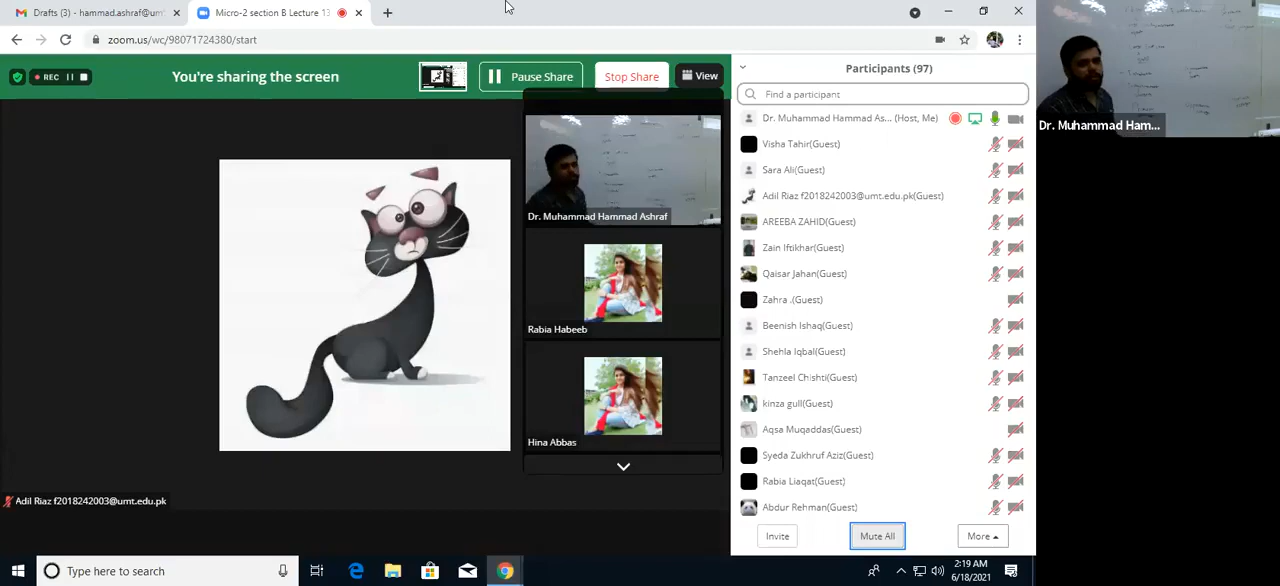 Drafts (3) - hammad.ashraf@um
Micro-2 section B Lecture 13
zoom.us/wc/98071724380/start
REC
You're sharing the screen
Pause Share
Stop Share
View
Participants (97)
Find a participant
Dr. Muhammad Hammad As... (Host, Me)
Visha Tahir(Guest)
Sara Ali(Guest)
Adil Riaz f2018242003@umt.edu.pk(Guest)
AREEBA ZAHID(Guest)
Zain Iftikhar(Guest)
Qaisar Jahan(Guest)
Zahra .(Guest)
Beenish Ishaq(Guest)
Shehla Iqbal(Guest)
Tanzeel Chishti(Guest)
kinza gull(Guest)
Aqsa Muqaddas(Guest)
Syeda Zukhruf Aziz(Guest)
Rabia Liaqat(Guest)
Abdur Rehman(Guest)
Invite
Mute All
More
Dr. Muhammad Hammad Ashraf
Rabia Habeeb
Hina Abbas
Adil Riaz f2018242003@umt.edu.pk
Dr. Muhammad Ham...
Type here to search
2:19 AM
6/18/2021